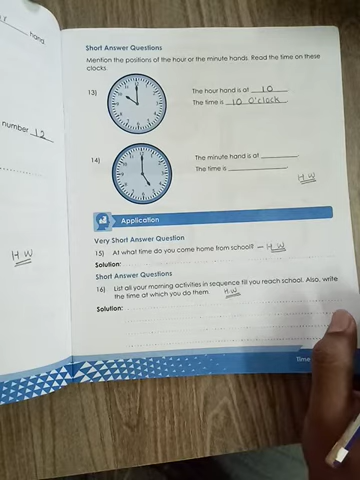 hand.
number 12
H.W
Short Answer Questions
Mention the positions of the hour or the minute hands. Read the time on these
clocks.
13)
The hour hand is at 10
The time is 10 O'clock
14)
The minute hand is at ________.
The time is ________.
H.W
Application
Very Short Answer Question
15) At what time do you come home from school? — H.W
Solution:
Short Answer Questions
16) List all your morning activities in sequence till you reach school. Also, write
the time at which you do them. H.W
Solution:
Time